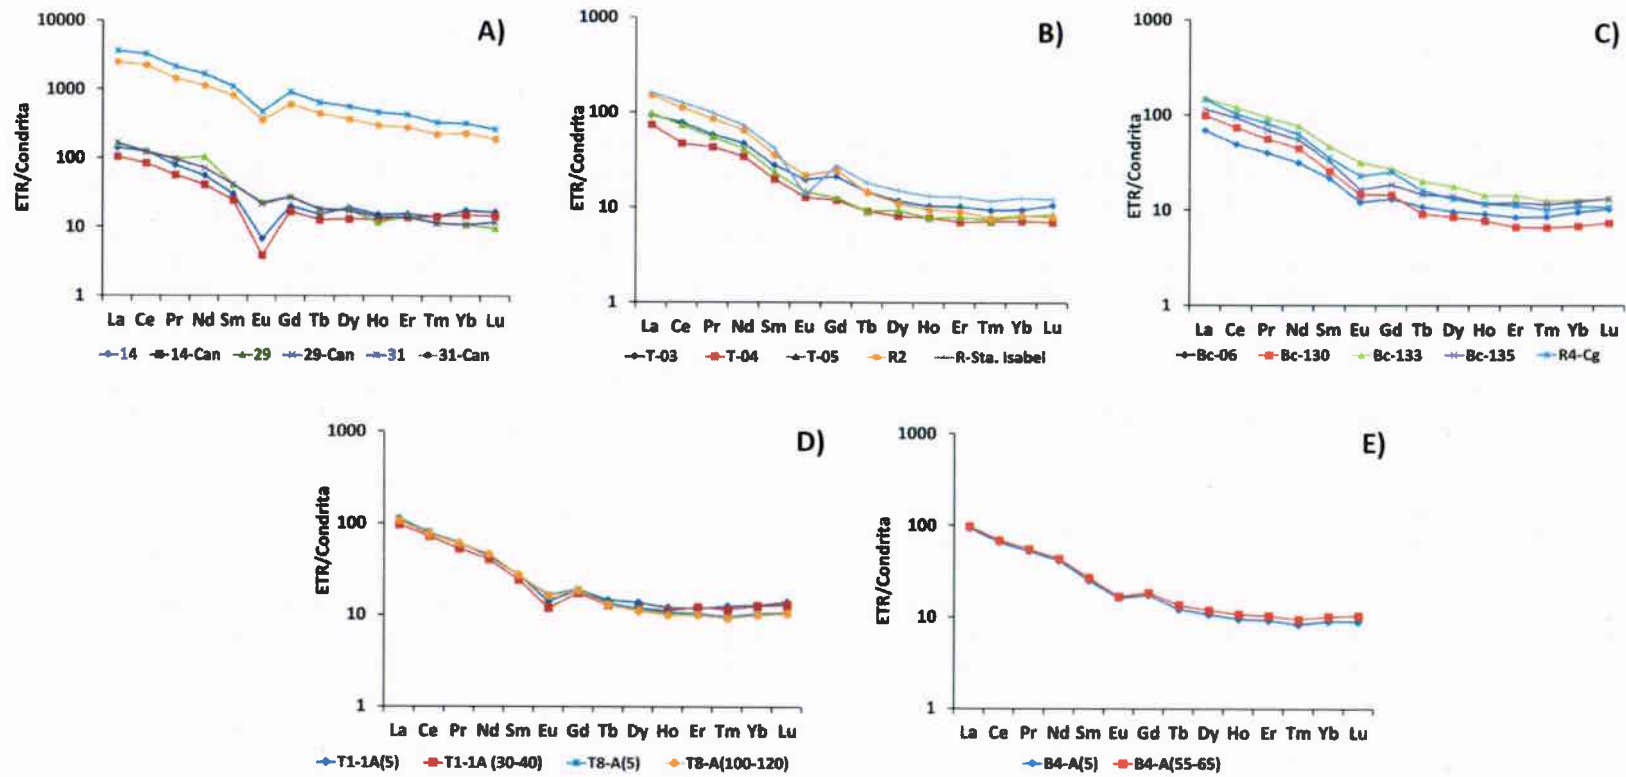 A)
ETR/Condrita
10000
1000
100
10
1
La Ce Pr Nd Sm Eu Gd Tb Dy Ho Er Tm Yb Lu
14 14-Can 29 29-Can 31 31-Can
B)
ETR/Condrita
1000
100
10
1
La Ce Pr Nd Sm Eu Gd Tb Dy Ho Er Tm Yb Lu
T-03 T-04 T-05 R2 R-Sta. Isabel
C)
ETR/Condrita
1000
100
10
1
La Ce Pr Nd Sm Eu Gd Tb Dy Ho Er Tm Yb Lu
Bc-06 Bc-130 Bc-133 Bc-135 R4-Cg
D)
ETR/Condrita
1000
100
10
1
La Ce Pr Nd Sm Eu Gd Tb Dy Ho Er Tm Yb Lu
T1-1A(5) T1-1A (30-40) T8-A(5) T8-A(100-120)
E)
ETR/Condrita
1000
100
10
1
La Ce Pr Nd Sm Eu Gd Tb Dy Ho Er Tm Yb Lu
B4-A(5) B4-A(55-65)